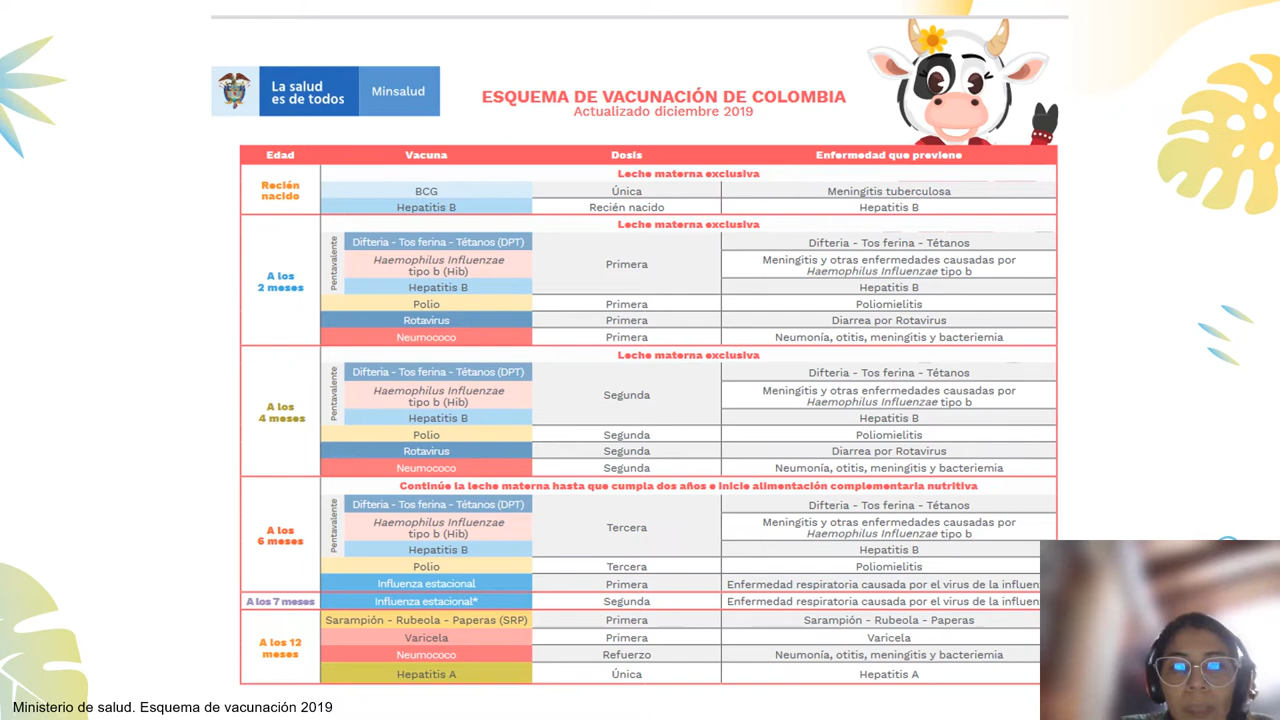 La salud
es de todos
Minsalud
ESQUEMA DE VACUNACIÓN DE COLOMBIA
Actualizado diciembre 2019
Edad Vacuna Dosis Enfermedad que previene
Recién
nacido
Leche materna exclusiva
BCG Única Meningitis tuberculosa
Hepatitis B Recién nacido Hepatitis B
A los
2 meses
Leche materna exclusiva
Pentavalente
Difteria - Tos ferina - Tétanos (DPT) Primera Difteria - Tos ferina - Tétanos
Haemophilus Influenzae
tipo b (Hib)
Meningitis y otras enfermedades causadas por
Haemophilus Influenzae tipo b
Hepatitis B Hepatitis B
Polio Primera Poliomielitis
Rotavirus Primera Diarrea por Rotavirus
Neumococo Primera Neumonía, otitis, meningitis y bacteriemia
A los
4 meses
Leche materna exclusiva
Pentavalente
Difteria - Tos ferina - Tétanos (DPT) Segunda Difteria - Tos ferina - Tétanos
Haemophilus Influenzae
tipo b (Hib)
Meningitis y otras enfermedades causadas por
Haemophilus Influenzae tipo b
Hepatitis B Hepatitis B
Polio Segunda Poliomielitis
Rotavirus Segunda Diarrea por Rotavirus
Neumococo Segunda Neumonía, otitis, meningitis y bacteriemia
A los
6 meses
Continúe la leche materna hasta que cumpla dos años e inicie alimentación complementaria nutritiva
Pentavalente
Difteria - Tos ferina - Tétanos (DPT) Tercera Difteria - Tos ferina - Tétanos
Haemophilus Influenzae
tipo b (Hib)
Meningitis y otras enfermedades causadas por
Haemophilus Influenzae tipo b
Hepatitis B Hepatitis B
Polio Tercera Poliomielitis
Influenza estacional Primera Enfermedad respiratoria causada por el virus de la influen
A los 7 meses Influenza estacional* Segunda Enfermedad respiratoria causada por el virus de la influen
A los 12
meses
Sarampión - Rubeola - Paperas (SRP) Primera Sarampión - Rubeola - Paperas
Varicela Primera Varicela
Neumococo Refuerzo Neumonía, otitis, meningitis y bacteriemia
Hepatitis A Única Hepatitis A
Ministerio de salud. Esquema de vacunación 2019